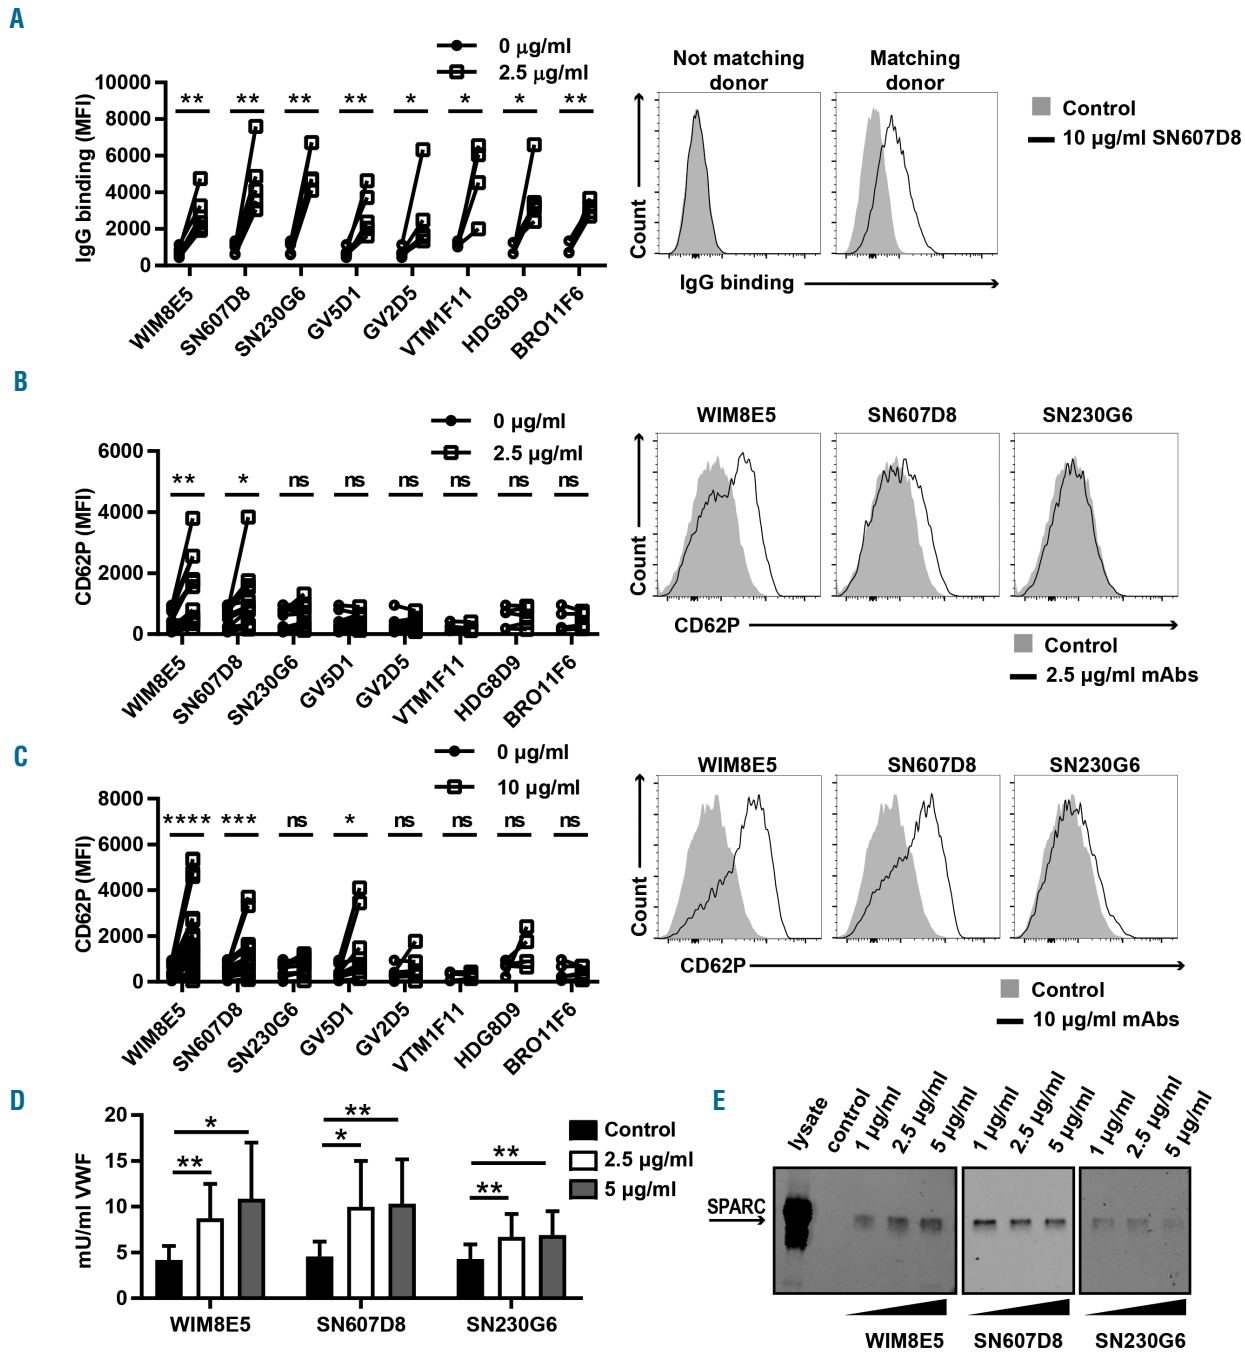 A
0 µg/ml
2.5 µg/ml
IgG binding (MFI)
10000
8000
6000
4000
2000
0
** ** ** ** * * * **
WIM8E5
SN607D8
SN230G6
GV5D1
GV2D5
VTM1F11
HDG8D9
BRO11F6
Not matching
donor
Matching
donor
Count
IgG binding
Control
10 µg/ml SN607D8
B
0 µg/ml
2.5 µg/ml
CD62P (MFI)
6000
4000
2000
0
** * ns ns ns ns ns ns
WIM8E5
SN607D8
SN230G6
GV5D1
GV2D5
VTM1F11
HDG8D9
BRO11F6
WIM8E5
SN607D8
SN230G6
Count
CD62P
Control
2.5 µg/ml mAbs
C
0 µg/ml
10 µg/ml
CD62P (MFI)
8000
6000
4000
2000
0
**** *** ns * ns ns ns ns
WIM8E5
SN607D8
SN230G6
GV5D1
GV2D5
VTM1F11
HDG8D9
BRO11F6
WIM8E5
SN607D8
SN230G6
Count
CD62P
Control
10 µg/ml mAbs
D
mU/ml VWF
20
15
10
5
0
* **
** * **
**
WIM8E5
SN607D8
SN230G6
Control
2.5 µg/ml
5 µg/ml
E
lysate
control
1 µg/ml
2.5 µg/ml
5 µg/ml
1 µg/ml
2.5 µg/ml
5 µg/ml
1 µg/ml
2.5 µg/ml
5 µg/ml
SPARC
WIM8E5
SN607D8
SN230G6